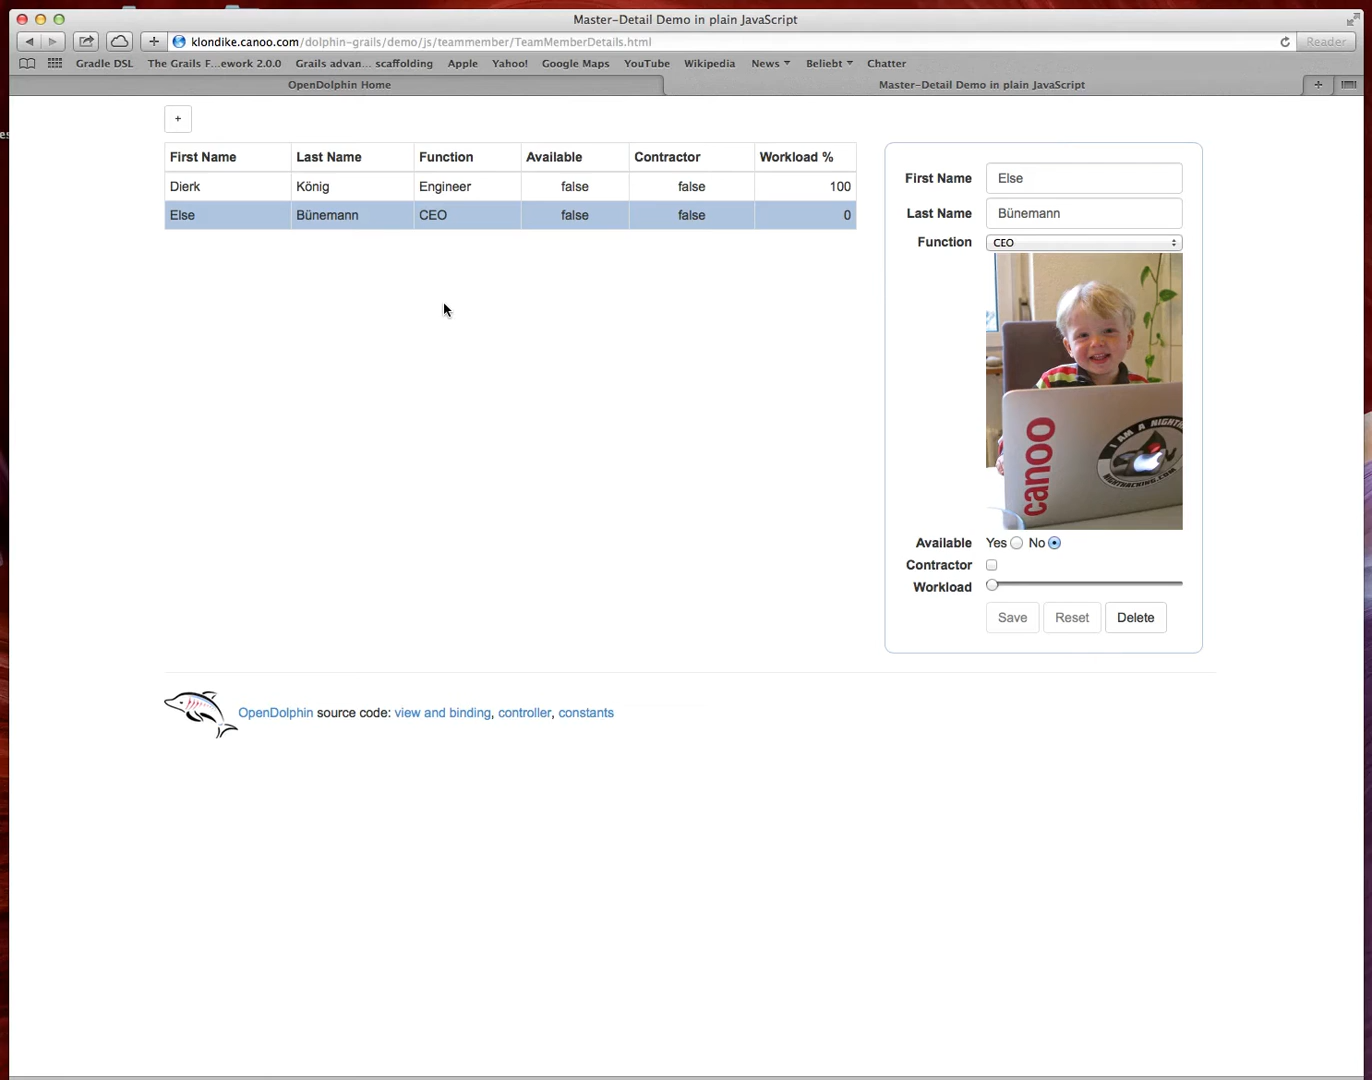 Master-Detail Demo in plain JavaScript
klondike.canoo.com/dolphin-grails/demo/js/teammember/TeamMemberDetails.html
Reader
Gradle DSL The Grails F...ework 2.0.0 Grails advan... scaffolding Apple Yahoo! Google Maps YouTube Wikipedia News Beliebt Chatter
OpenDolphin Home Master-Detail Demo in plain JavaScript +
+
First Name Last Name Function Available Contractor Workload %
Dierk König Engineer false false 100
Else Bünemann CEO false false 0
First Name Else
Last Name Bünemann
Function CEO
canoo
I AM A NIGHTH
NIGHTHACKING.COM
Available Yes No
Contractor
Workload
Save Reset Delete
OpenDolphin source code: view and binding, controller, constants